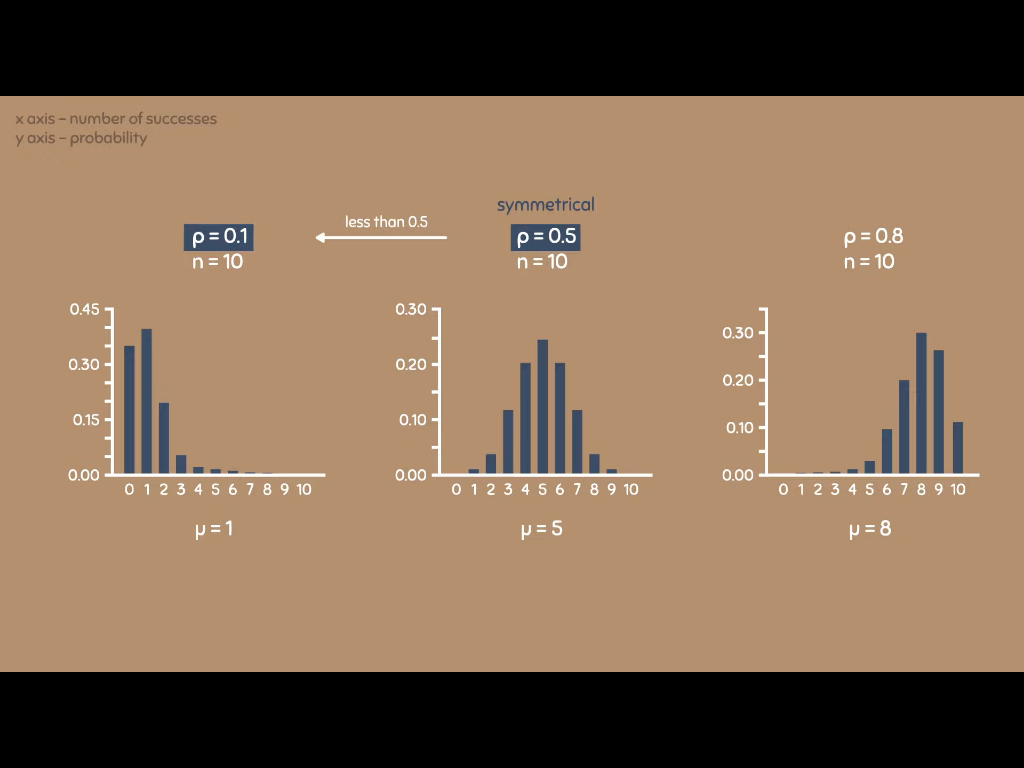 x axis – number of successes
y axis – probability
symmetrical
less than 0.5
ρ = 0.1
n = 10
ρ = 0.5
n = 10
ρ = 0.8
n = 10
0.45
0.30
0.15
0.00
0 1 2 3 4 5 6 7 8 9 10
μ = 1
0.30
0.20
0.10
0.00
0 1 2 3 4 5 6 7 8 9 10
μ = 5
0.30
0.20
0.10
0.00
0 1 2 3 4 5 6 7 8 9 10
μ = 8